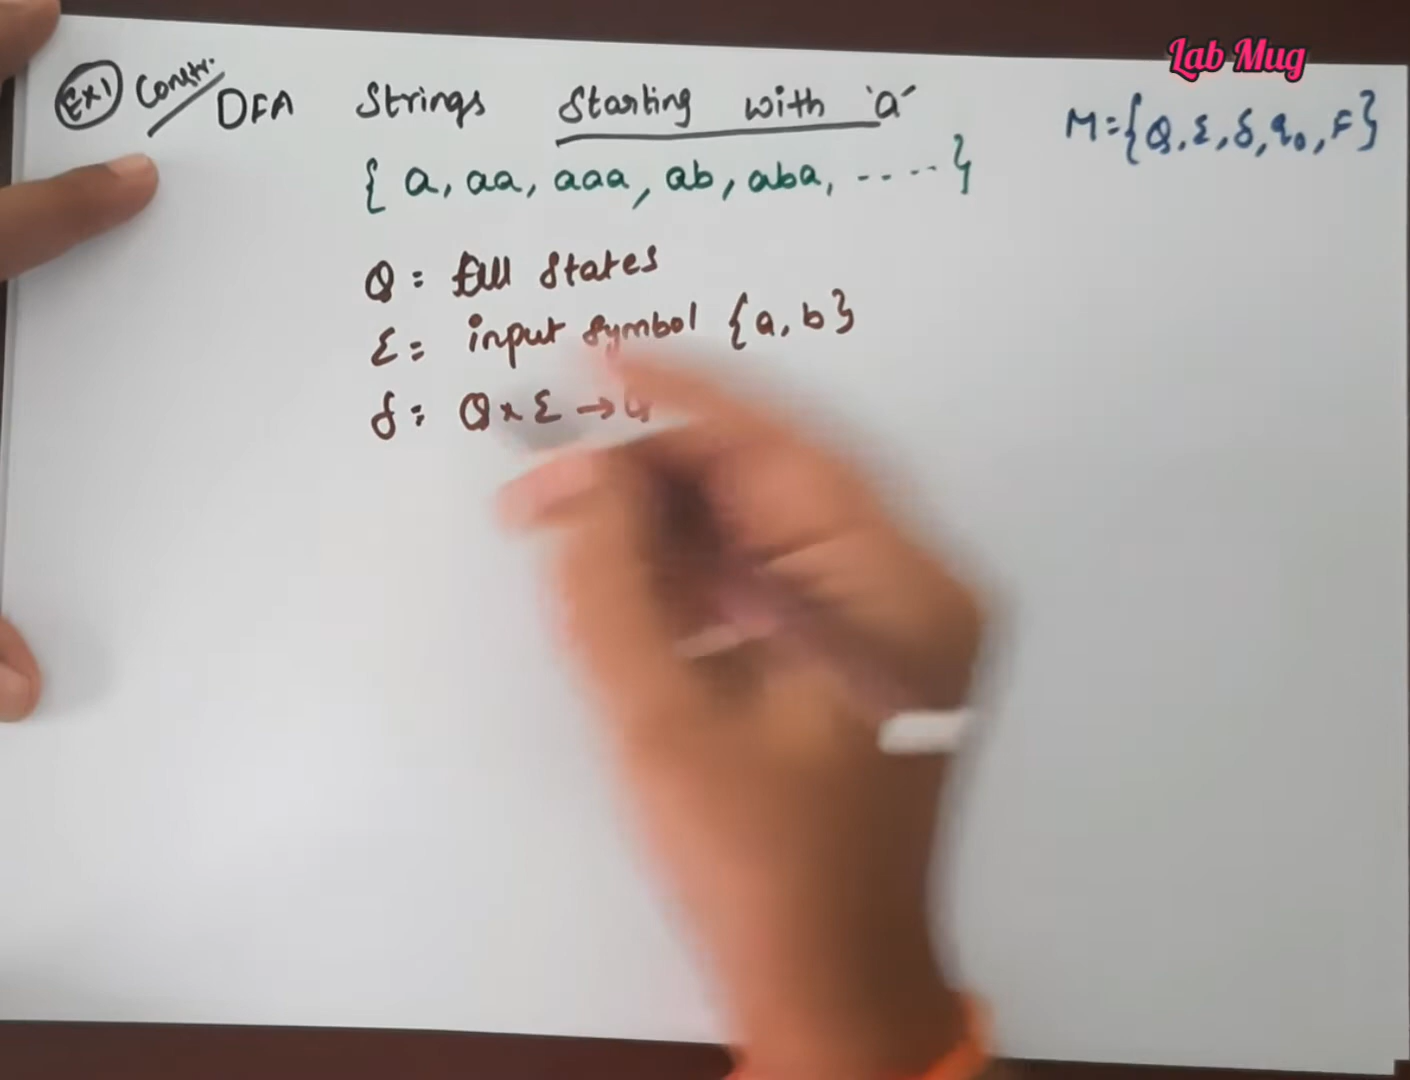 Lab Mug
Ex1 Constr. DFA Strings Starting with 'a'
M={Q,Σ,δ,q0,F}
{ a, aa, aaa, ab, aba, ----}
Q = All States
Σ = input Symbol {a,b}
δ = Q×Σ→